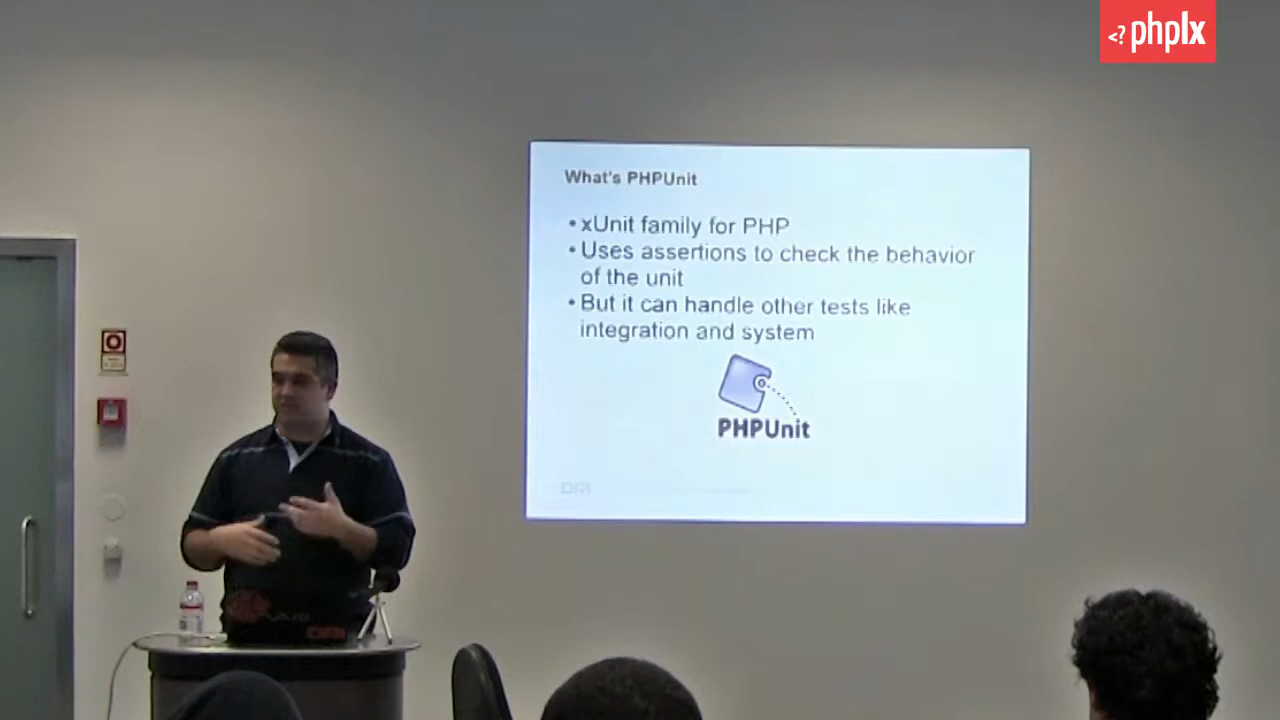 <? phplx
What's PHPUnit
• xUnit family for PHP
• Uses assertions to check the behavior
of the unit
• But it can handle other tests like
integration and system
PHPUnit